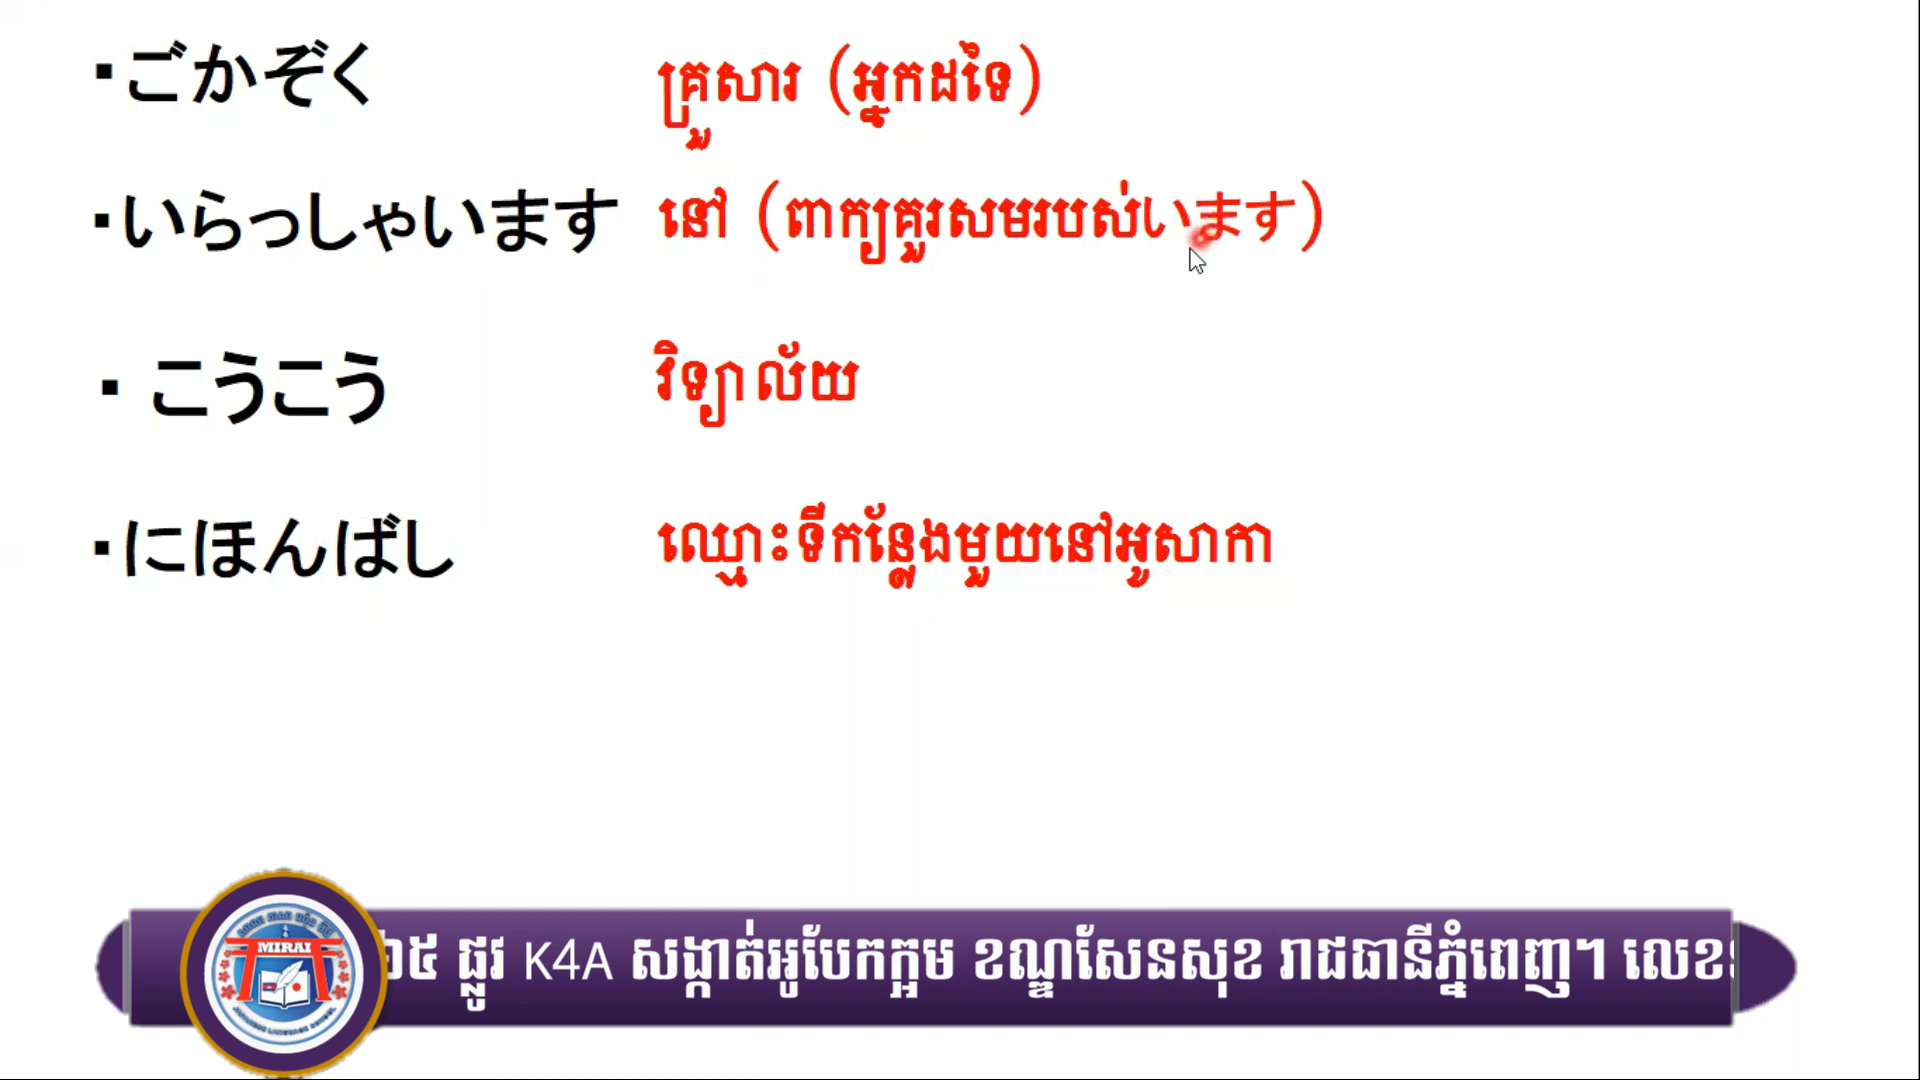 ▪ごかぞく គ្រួសារ (អ្នកដទៃ)
▪いらっしゃいます នៅ (ពាក្យគួរសមរបស់います)
▪ こうこう វិទ្យាល័យ
▪にほんばし ឈ្មោះទីកន្លែងមួយនៅអូសាកា
MIRAI
៥ ផ្លូវ K4A សង្កាត់អូបែកក្អម ខណ្ឌសែនសុខ រាជធានីភ្នំពេញ។ លេខ